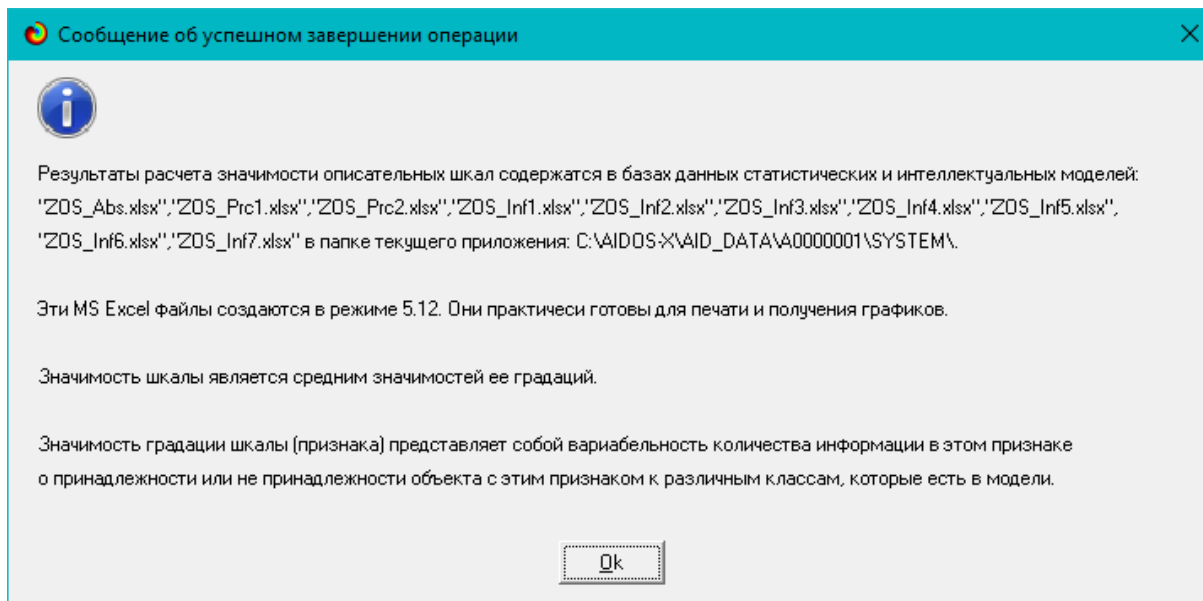 Сообщение об успешном завершении операции
Результаты расчета значимости описательных шкал содержатся в базах данных статистических и интеллектуальных моделей:
"ZOS_Abs.xlsx","ZOS_Prc1.xlsx","ZOS_Prc2.xlsx","ZOS_Inf1.xlsx","ZOS_Inf2.xlsx","ZOS_Inf3.xlsx","ZOS_Inf4.xlsx","ZOS_Inf5.xlsx",
"ZOS_Inf6.xlsx","ZOS_Inf7.xlsx" в папке текущего приложения: C:\AIDOS-X\AID_DATA\A0000001\SYSTEM\.
Эти MS Excel файлы создаются в режиме 5.12. Они практичеси готовы для печати и получения графиков.
Значимость шкалы является средним значимостей ее градаций.
Значимость градации шкалы (признака) представляет собой вариабельность количества информации в этом признаке
о принадлежности или не принадлежности объекта с этим признаком к различным классам, которые есть в модели.
Ok